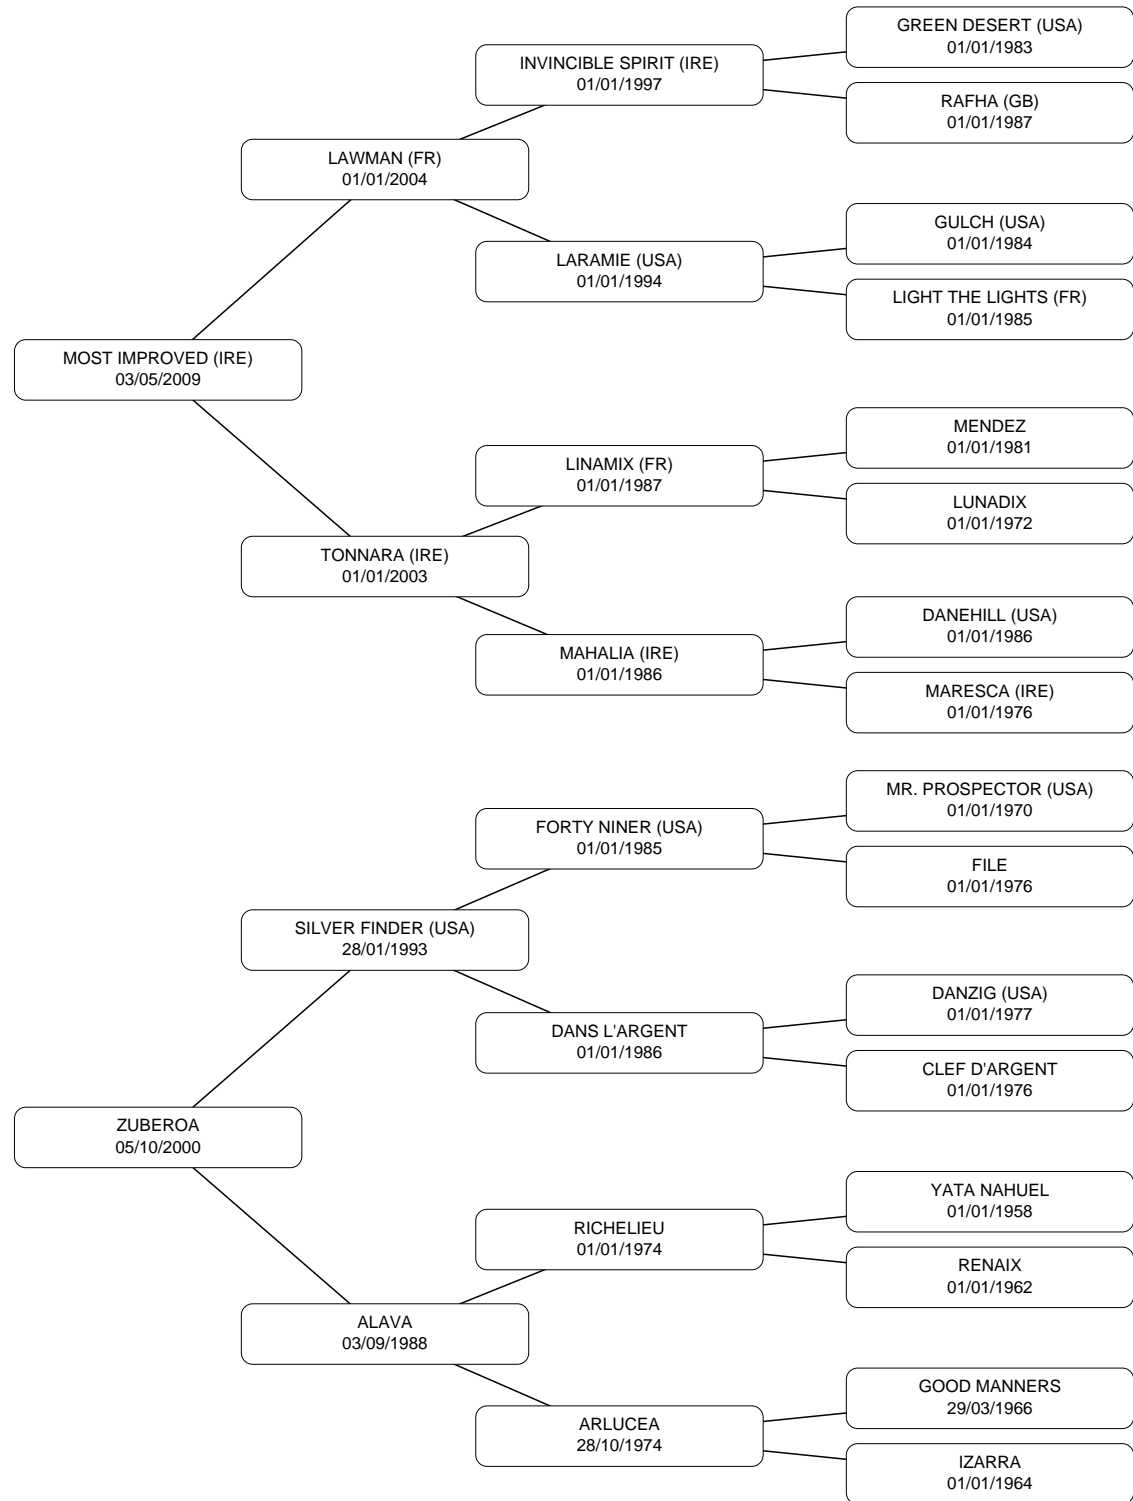 GREEN DESERT (USA)
01/01/1983
INVINCIBLE SPIRIT (IRE)
01/01/1997
RAFHA (GB)
01/01/1987
LAWMAN (FR)
01/01/2004
GULCH (USA)
01/01/1984
LARAMIE (USA)
01/01/1994
LIGHT THE LIGHTS (FR)
01/01/1985
MOST IMPROVED (IRE)
03/05/2009
MENDEZ
01/01/1981
LINAMIX (FR)
01/01/1987
LUNADIX
01/01/1972
TONNARA (IRE)
01/01/2003
DANEHILL (USA)
01/01/1986
MAHALIA (IRE)
01/01/1986
MARESCA (IRE)
01/01/1976
MR. PROSPECTOR (USA)
01/01/1970
FORTY NINER (USA)
01/01/1985
FILE
01/01/1976
SILVER FINDER (USA)
28/01/1993
DANZIG (USA)
01/01/1977
DANS L'ARGENT
01/01/1986
CLEF D'ARGENT
01/01/1976
ZUBEROA
05/10/2000
YATA NAHUEL
01/01/1958
RICHELIEU
01/01/1974
RENAIX
01/01/1962
ALAVA
03/09/1988
GOOD MANNERS
29/03/1966
ARLUCEA
28/10/1974
IZARRA
01/01/1964